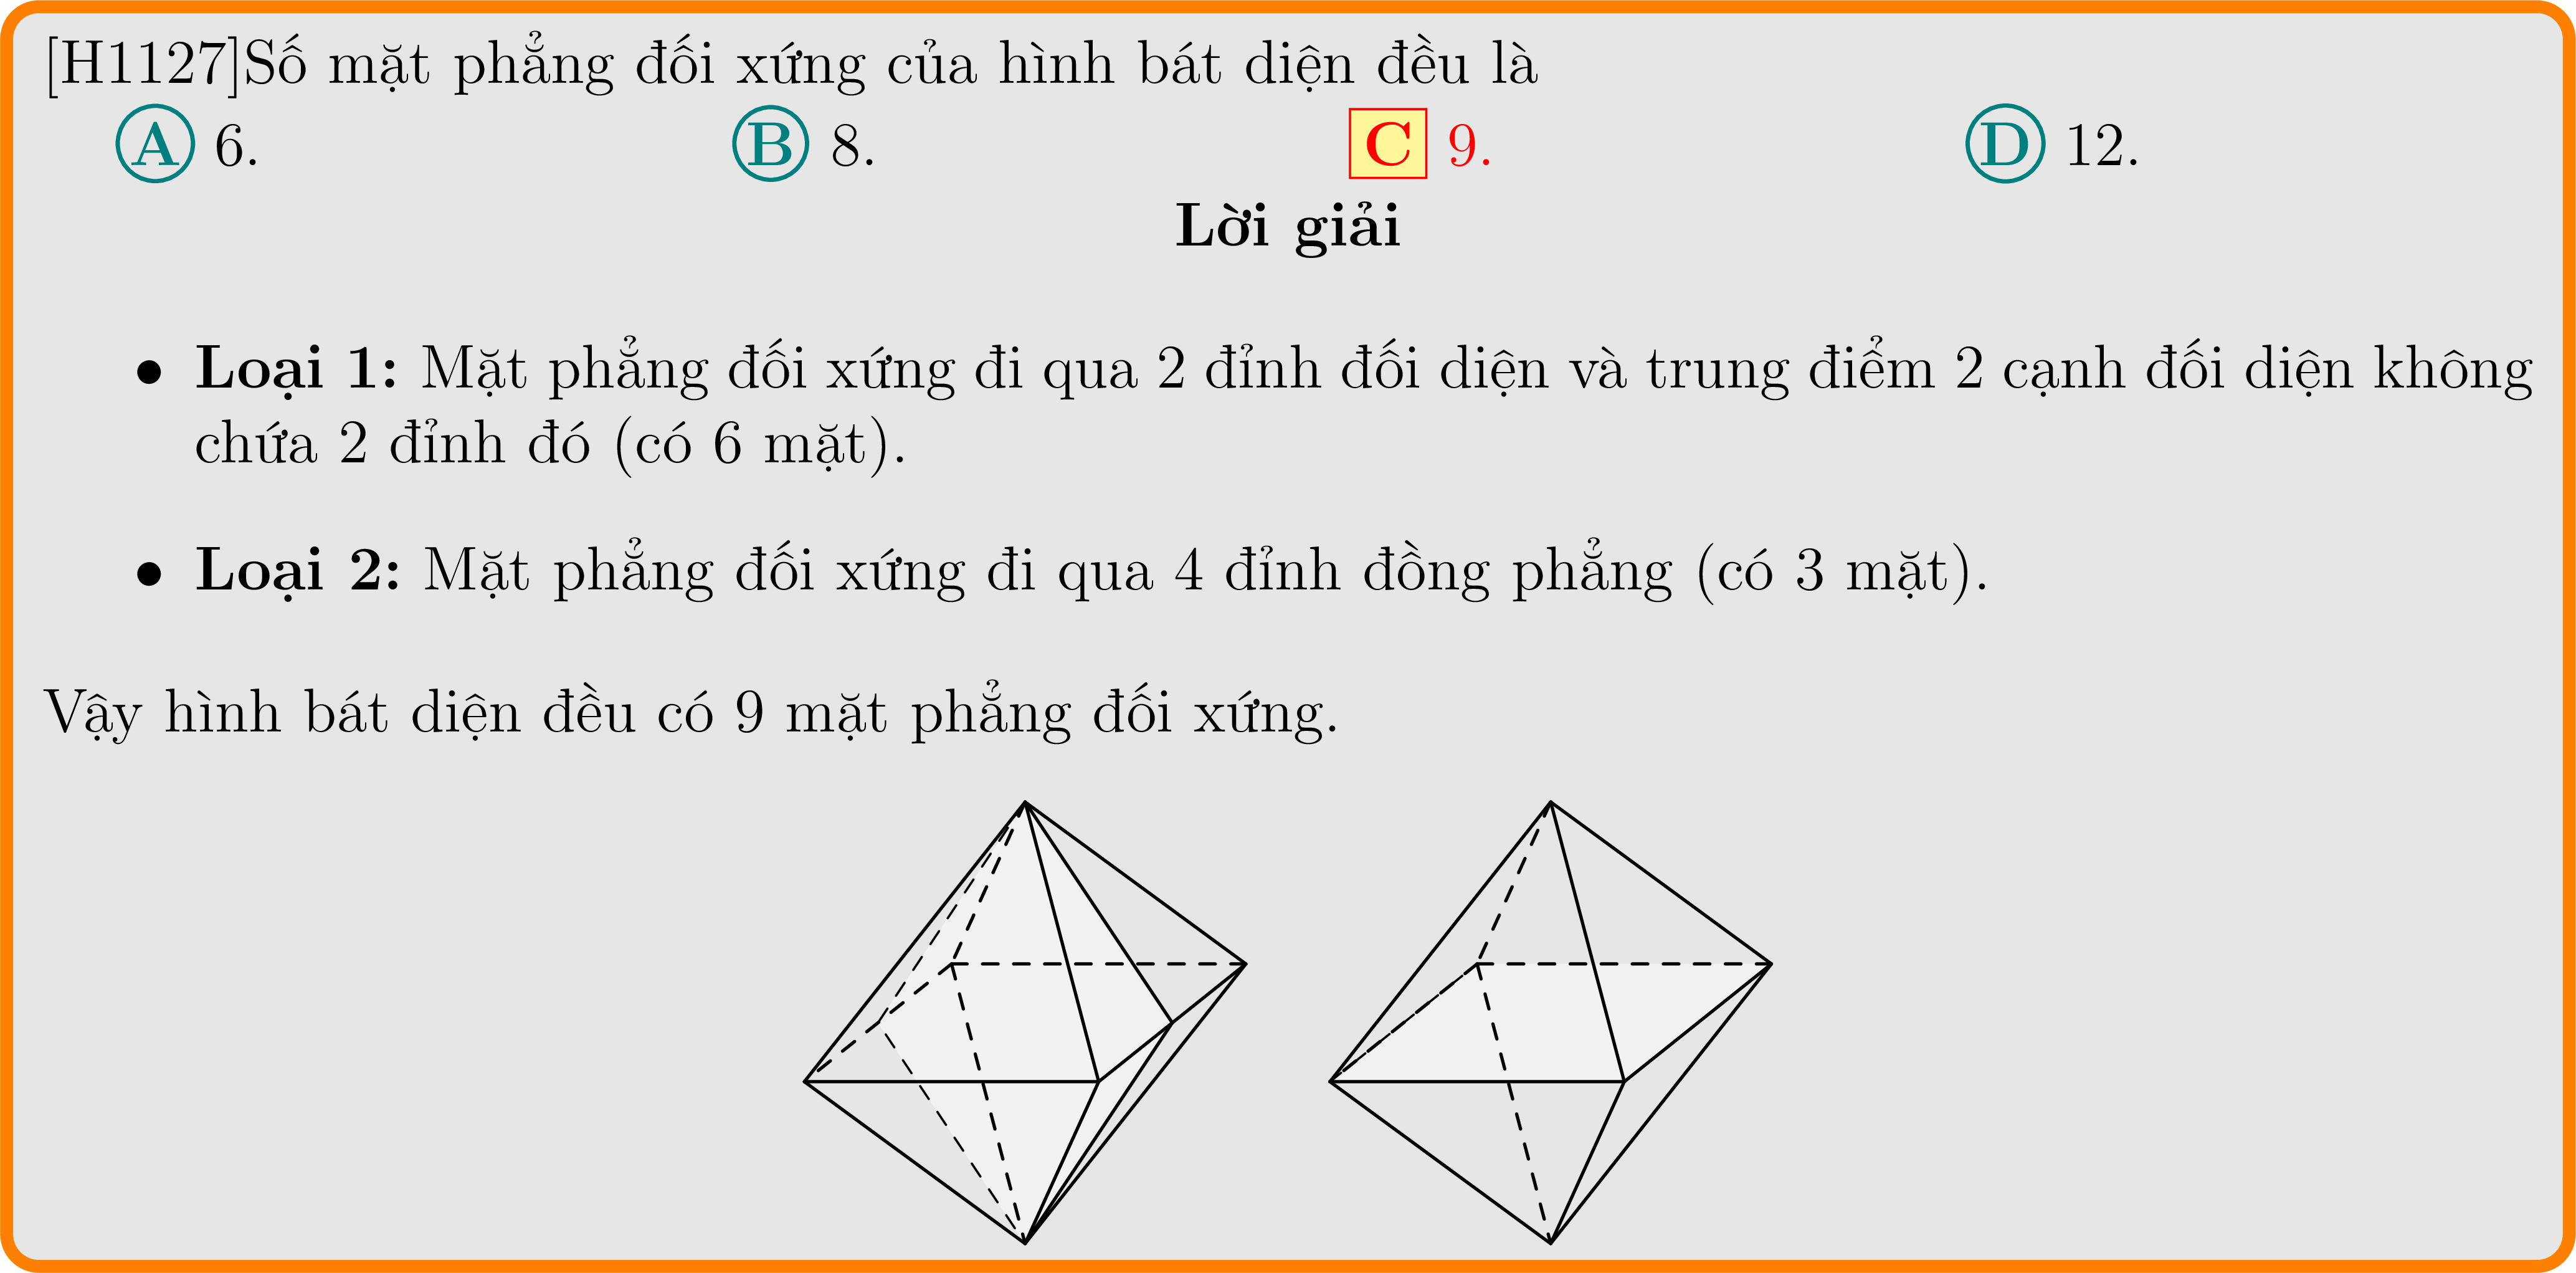 [H1127]Số mặt phẳng đối xứng của hình bát diện đều là
A 6. B 8. C 9. D 12.
Lời giải
• Loại 1: Mặt phẳng đối xứng đi qua 2 đỉnh đối diện và trung điểm 2 cạnh đối diện không
chứa 2 đỉnh đó (có 6 mặt).
• Loại 2: Mặt phẳng đối xứng đi qua 4 đỉnh đồng phẳng (có 3 mặt).
Vậy hình bát diện đều có 9 mặt phẳng đối xứng.